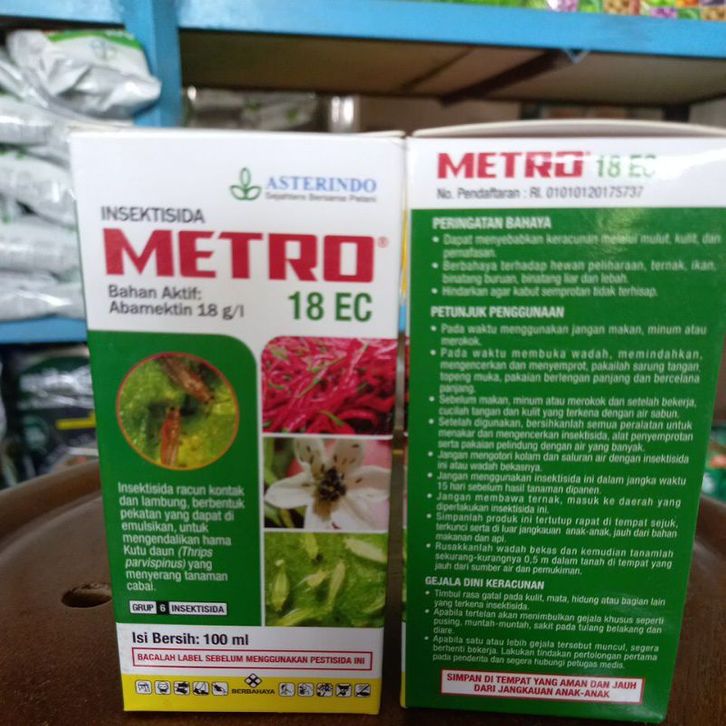 ASTERINDO
Sejahtera Bersama Petani
INSEKTISIDA
METRO®
Bahan Aktif:
Abamektin 18 g/l
18 EC
Insektisida racun kontak
dan lambung, berbentuk
pekatan yang dapat di
emulsikan, untuk
mengendalikan hama
Kutu daun (Thrips
parvispinus) yang
menyerang tanaman
cabai.
GRUP 6 INSEKTISIDA
Isi Bersih: 100 ml
BACALAH LABEL SEBELUM MENGGUNAKAN PESTISIDA INI
BERBAHAYA
METRO® 18 EC
No. Pendaftaran : RI. 01010120175737
PERINGATAN BAHAYA
Dapat menyebabkan keracunan melalui mulut, kulit, dan
pernafasan.
Berbahaya terhadap hewan peliharaan, ternak, ikan,
binatang buruan, binatang liar dan lebah.
Hindarkan agar kabut semprotan tidak terhisap.
PETUNJUK PENGGUNAAN
Pada waktu menggunakan jangan makan, minum atau
merokok.
Pada waktu membuka wadah, memindahkan,
mengencerkan dan menyemprot, pakailah sarung tangan
topeng muka, pakaian berlengan panjang dan bercelana
panjang.
Sebelum makan, minum atau merokok dan setelah bekerja,
cucilah tangan dan kulit yang terkena dengan air sabun.
Setelah digunakan, bersihkanlah semua peralatan untuk
menakar dan mengencerkan insektisida, alat penyemprotan
serta pakaian pelindung dengan air yang banyak.
Jangan mengotori kolam dan saluran air dengan insektisida
ini atau wadah bekasnya.
Jangan menggunakan insektisida ini dalam jangka waktu
15 hari sebelum hasil tanaman dipanen.
Jangan membawa ternak, masuk ke daerah yang
diperlakukan insektisida ini.
Simpanlah produk ini tertutup rapat di tempat sejuk,
terkunci serta di luar jangkauan anak-anak, jauh dari bahan
makanan dan api.
Rusakkanlah wadah bekas dan kemudian tanamlah
sekurang-kurangnya 0,5 m dalam tanah di tempat yang
jauh dari sumber air dan pemukiman.
GEJALA DINI KERACUNAN
Timbul rasa gatal pada kulit, mata, hidung atau bagian lain
yang terkena insektisida.
Apabila tertelan akan menimbulkan gejala khusus seperti
pusing, muntah-muntah, sakit pada tulang belakang dan
diare.
Apabila satu atau lebih gejala tersebut muncul, segera
berhenti bekerja. Lakukan tindakan pertolongan pertama
pada penderita dan segera hubungi petugas medis.
SIMPAN DI TEMPAT YANG AMAN DAN JAUH
DARI JANGKAUAN ANAK-ANAK